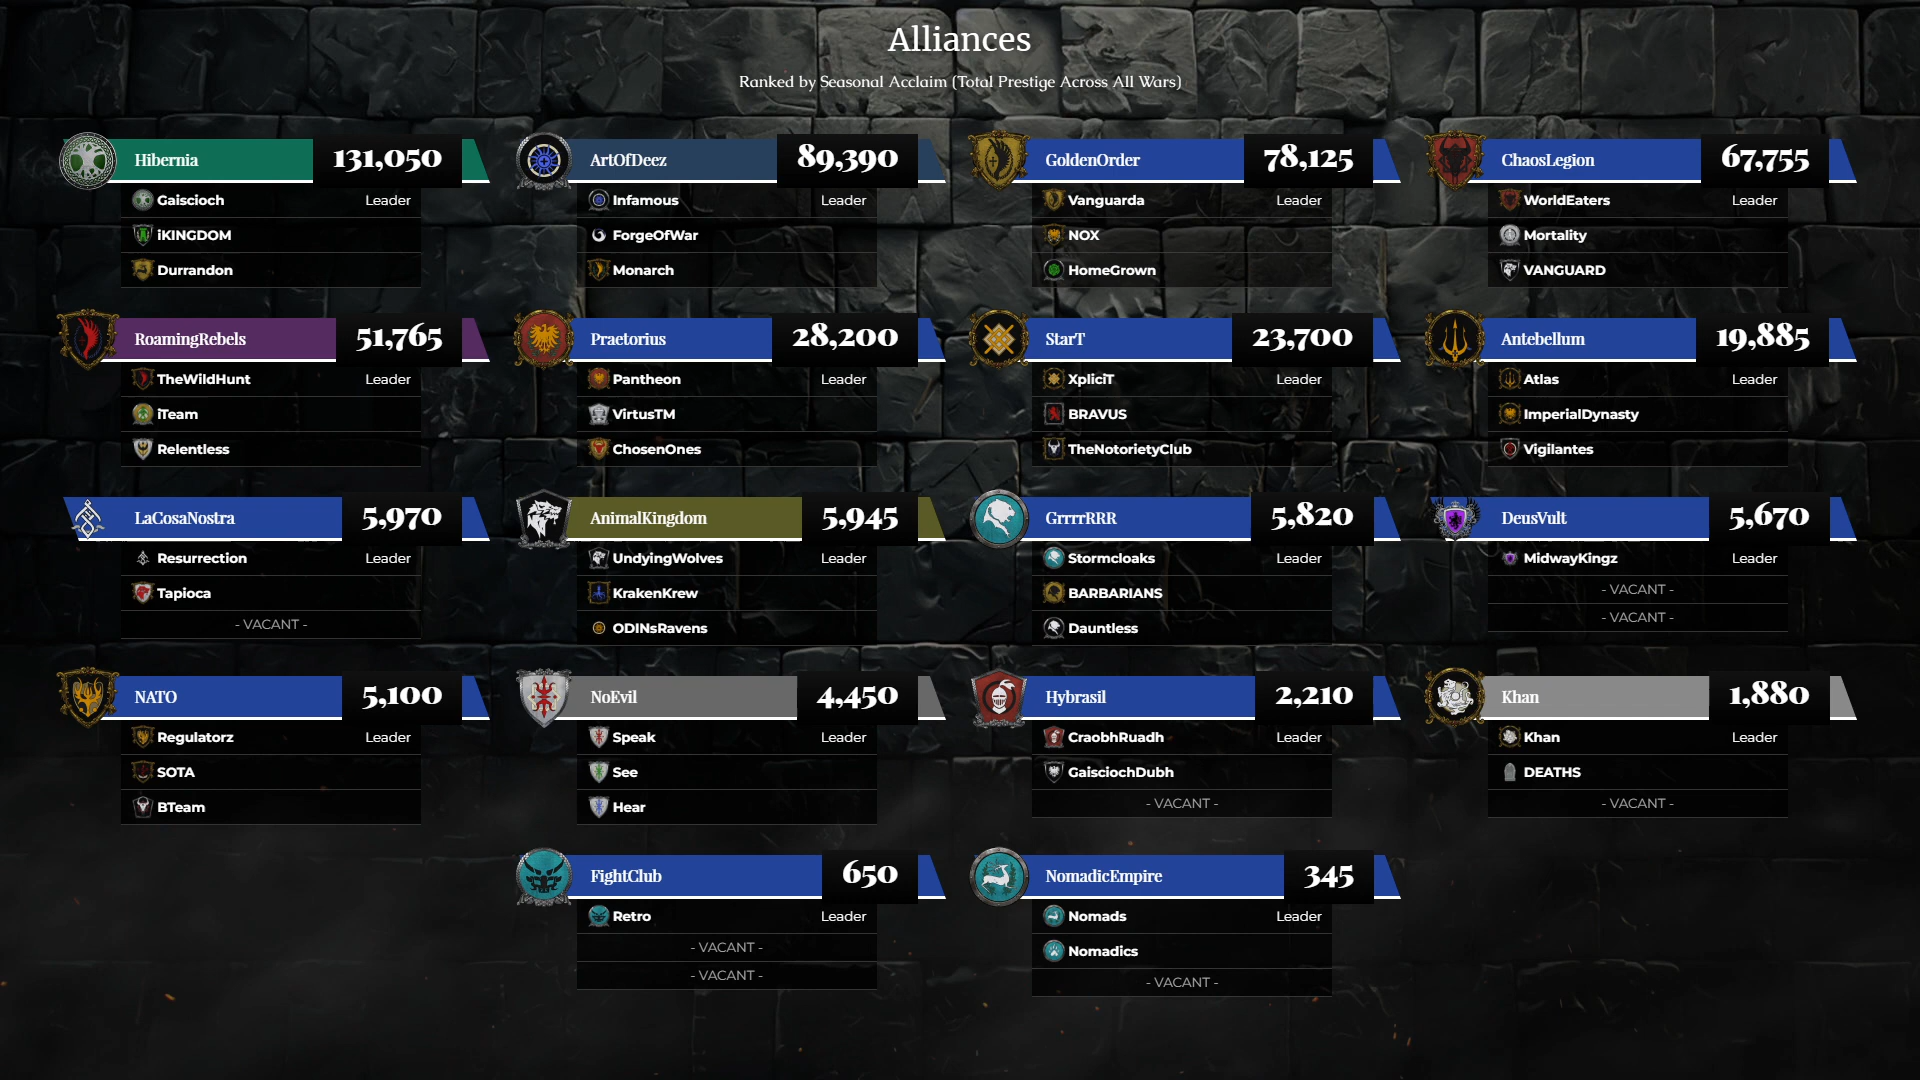 Alliances
Ranked by Seasonal Acclaim (Total Prestige Across All Wars)
Hibernia 131,050
Gaiscioch Leader
iKINGDOM
Durrandon
ArtOfDeez 89,390
Infamous Leader
ForgeOfWar
Monarch
GoldenOrder 78,125
Vanguarda Leader
NOX
HomeGrown
ChaosLegion 67,755
WorldEaters Leader
Mortality
VANGUARD
RoamingRebels 51,765
TheWildHunt Leader
iTeam
Relentless
Praetorius 28,200
Pantheon Leader
VirtusTM
ChosenOnes
StarT 23,700
XpliciT Leader
BRAVUS
TheNotorietyClub
Antebellum 19,885
Atlas Leader
ImperialDynasty
Vigilantes
LaCosaNostra 5,970
Resurrection Leader
Tapioca
- VACANT -
AnimalKingdom 5,945
UndyingWolves Leader
KrakenKrew
ODINsRavens
GrrrrRRR 5,820
Stormcloaks Leader
BARBARIANS
Dauntless
DeusVult 5,670
MidwayKingz Leader
- VACANT -
- VACANT -
NATO 5,100
Regulatorz Leader
SOTA
BTeam
NoEvil 4,450
Speak Leader
See
Hear
Hybrasil 2,210
CraobhRuadh Leader
GaisciochDubh
- VACANT -
Khan 1,880
Khan Leader
DEATHS
- VACANT -
FightClub 650
Retro Leader
- VACANT -
- VACANT -
NomadicEmpire 345
Nomads Leader
Nomadics
- VACANT -